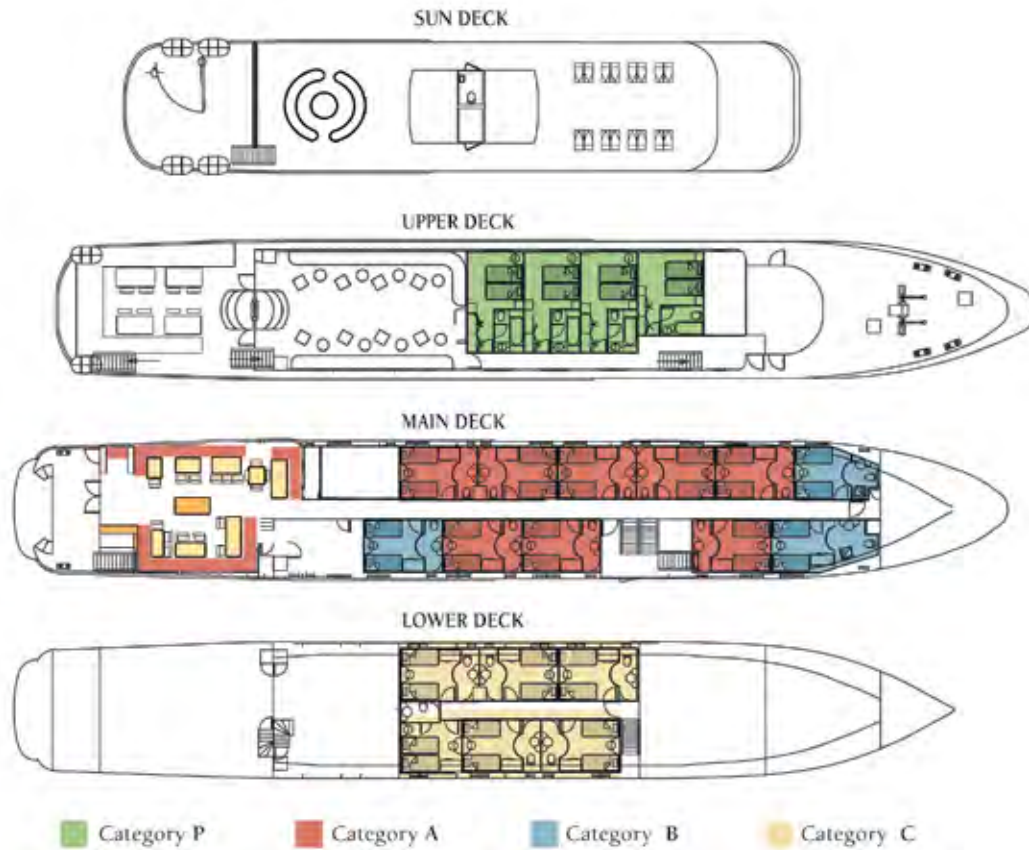 SUN DECK
UPPER DECK
MAIN DECK
LOWER DECK
Category P
Category A
Category B
Category C